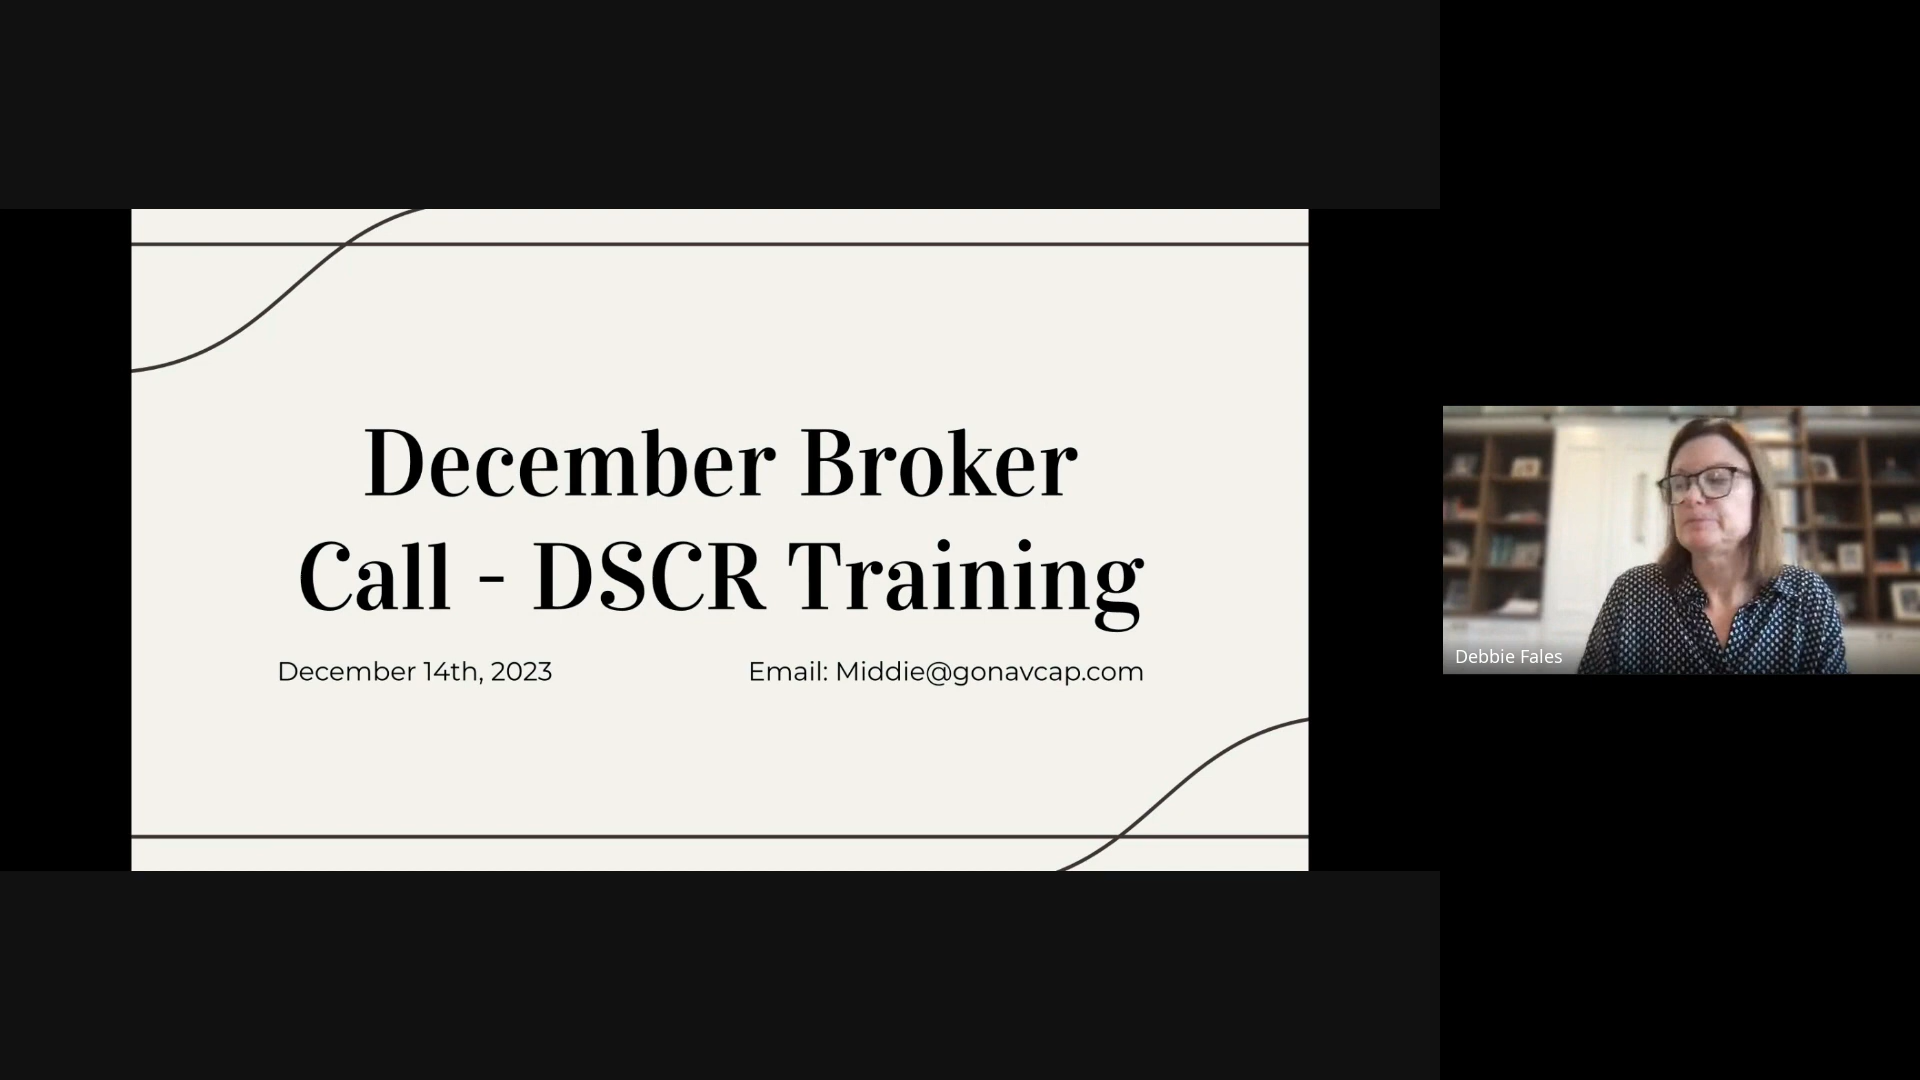 December Broker
Call - DSCR Training
December 14th, 2023
Email: Middie@gonavcap.com
Debbie Fales